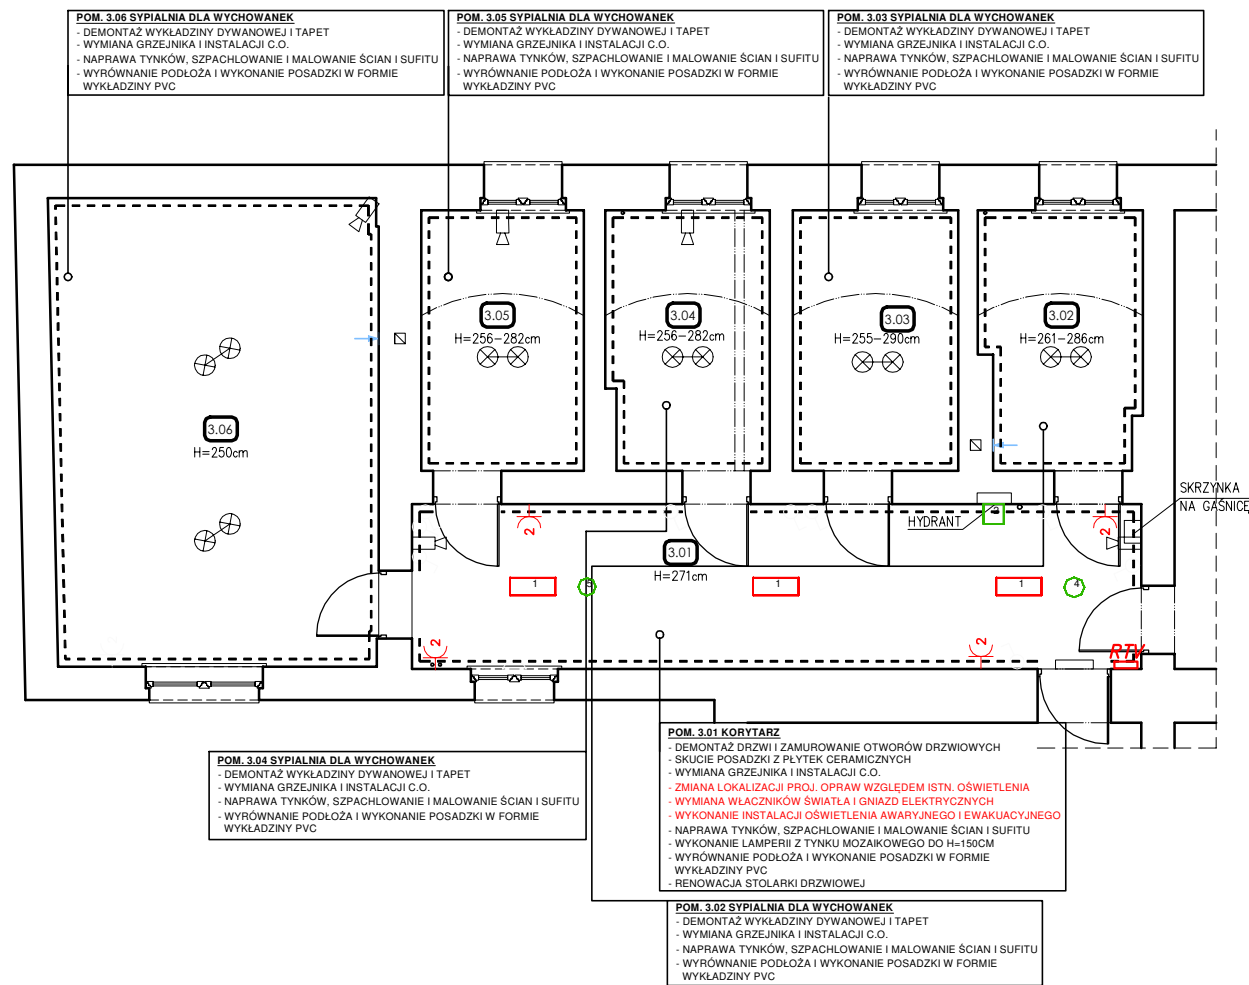 POM. 3.06 SYPIALNIA DLA WYCHOWANEK
- DEMONTAŻ WYKŁADZINY DYWANOWEJ I TAPET
- WYMIANA GRZEJNIKA I INSTALACJI C.O.
- NAPRAWA TYNKÓW, SZPACHLOWANIE I MALOWANIE ŚCIAN I SUFITU
- WYRÓWNANIE PODŁOŻA I WYKONANIE POSADZKI W FORMIE
WYKŁADZINY PVC
POM. 3.05 SYPIALNIA DLA WYCHOWANEK
- DEMONTAŻ WYKŁADZINY DYWANOWEJ I TAPET
- WYMIANA GRZEJNIKA I INSTALACJI C.O.
- NAPRAWA TYNKÓW, SZPACHLOWANIE I MALOWANIE ŚCIAN I SUFITU
- WYRÓWNANIE PODŁOŻA I WYKONANIE POSADZKI W FORMIE
WYKŁADZINY PVC
POM. 3.03 SYPIALNIA DLA WYCHOWANEK
- DEMONTAŻ WYKŁADZINY DYWANOWEJ I TAPET
- WYMIANA GRZEJNIKA I INSTALACJI C.O.
- NAPRAWA TYNKÓW, SZPACHLOWANIE I MALOWANIE ŚCIAN I SUFITU
- WYRÓWNANIE PODŁOŻA I WYKONANIE POSADZKI W FORMIE
WYKŁADZINY PVC
3.05
H=256-282cm
3.04
H=256-282cm
3.03
H=255-290cm
3.02
H=261-286cm
3.06
H=250cm
SKRZYNKA
NA GAŚNICĘ
HYDRANT
2
2
3.01
H=271cm
1
1
1
4
2
2
RTV
POM. 3.04 SYPIALNIA DLA WYCHOWANEK
- DEMONTAŻ WYKŁADZINY DYWANOWEJ I TAPET
- WYMIANA GRZEJNIKA I INSTALACJI C.O.
- NAPRAWA TYNKÓW, SZPACHLOWANIE I MALOWANIE ŚCIAN I SUFITU
- WYRÓWNANIE PODŁOŻA I WYKONANIE POSADZKI W FORMIE
WYKŁADZINY PVC
POM. 3.01 KORYTARZ
- DEMONTAŻ DRZWI I ZAMUROWANIE OTWORÓW DRZWIOWYCH
- SKUCIE POSADZKI Z PŁYTEK CERAMICZNYCH
- WYMIANA GRZEJNIKA I INSTALACJI C.O.
- ZMIANA LOKALIZACJI PROJ. OPRAW WZGLĘDEM ISTN. OŚWIETLENIA
- WYMIANA WŁACZNIKÓW ŚWIATŁA I GNIAZD ELEKTRYCZNYCH
- WYKONANIE INSTALACJI OŚWIETLENIA AWARYJNEGO I EWAKUACYJNEGO
- NAPRAWA TYNKÓW, SZPACHLOWANIE I MALOWANIE ŚCIAN I SUFITU
- WYKONANIE LAMPERII Z TYNKU MOZAIKOWEGO DO H=150CM
- WYRÓWNANIE PODŁOŻA I WYKONANIE POSADZKI W FORMIE
WYKŁADZINY PVC
- RENOWACJA STOLARKI DRZWIOWEJ
POM. 3.02 SYPIALNIA DLA WYCHOWANEK
- DEMONTAŻ WYKŁADZINY DYWANOWEJ I TAPET
- WYMIANA GRZEJNIKA I INSTALACJI C.O.
- NAPRAWA TYNKÓW, SZPACHLOWANIE I MALOWANIE ŚCIAN I SUFITU
- WYRÓWNANIE PODŁOŻA I WYKONANIE POSADZKI W FORMIE
WYKŁADZINY PVC